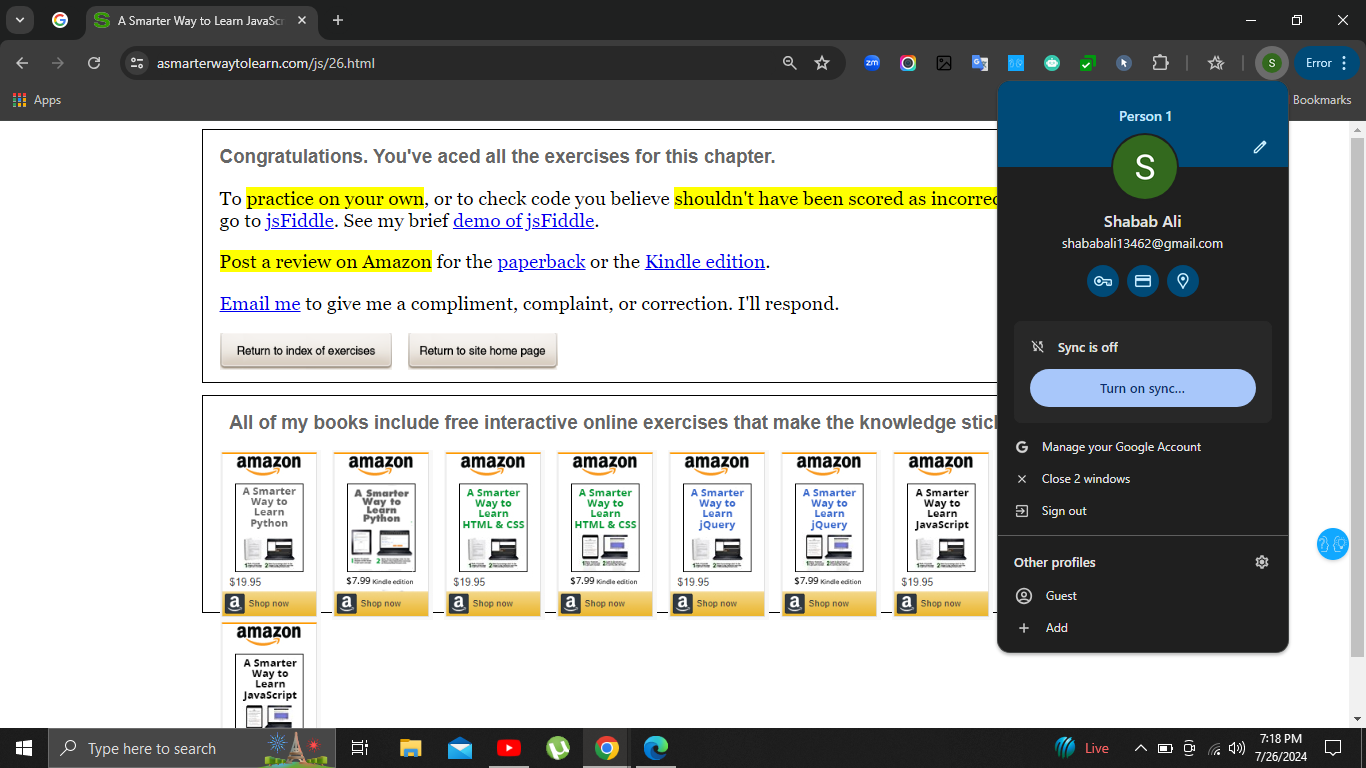 A Smarter Way to Learn JavaScr
asmarterwaytolearn.com/js/26.html
zm
S
Error
Apps
Bookmarks
Congratulations. You've aced all the exercises for this chapter.
To practice on your own, or to check code you believe shouldn't have been scored as incorrec
go to jsFiddle. See my brief demo of jsFiddle.
Post a review on Amazon for the paperback or the Kindle edition.
Email me to give me a compliment, complaint, or correction. I'll respond.
Return to index of exercises
Return to site home page
All of my books include free interactive online exercises that make the knowledge stic
amazon
A Smarter
Way to
Learn
Python
$19.95
Shop now
amazon
A Smarter
Way to
Learn
Python
$7.99 Kindle edition
Shop now
amazon
A Smarter
Way to
Learn
HTML & CSS
$19.95
Shop now
amazon
A Smarter
Way to
Learn
HTML & CSS
$7.99 Kindle edition
Shop now
amazon
A Smarter
Way to
Learn
jQuery
$19.95
Shop now
amazon
A Smarter
Way to
Learn
jQuery
$7.99 Kindle edition
Shop now
amazon
A Smarter
Way to
Learn
JavaScript
$19.95
Shop now
amazon
A Smarter
Way to
Learn
JavaScript
Person 1
S
Shabab Ali
shababali13462@gmail.com
Sync is off
Turn on sync...
Manage your Google Account
Close 2 windows
Sign out
Other profiles
Guest
Add
Type here to search
Live
7:18 PM
7/26/2024